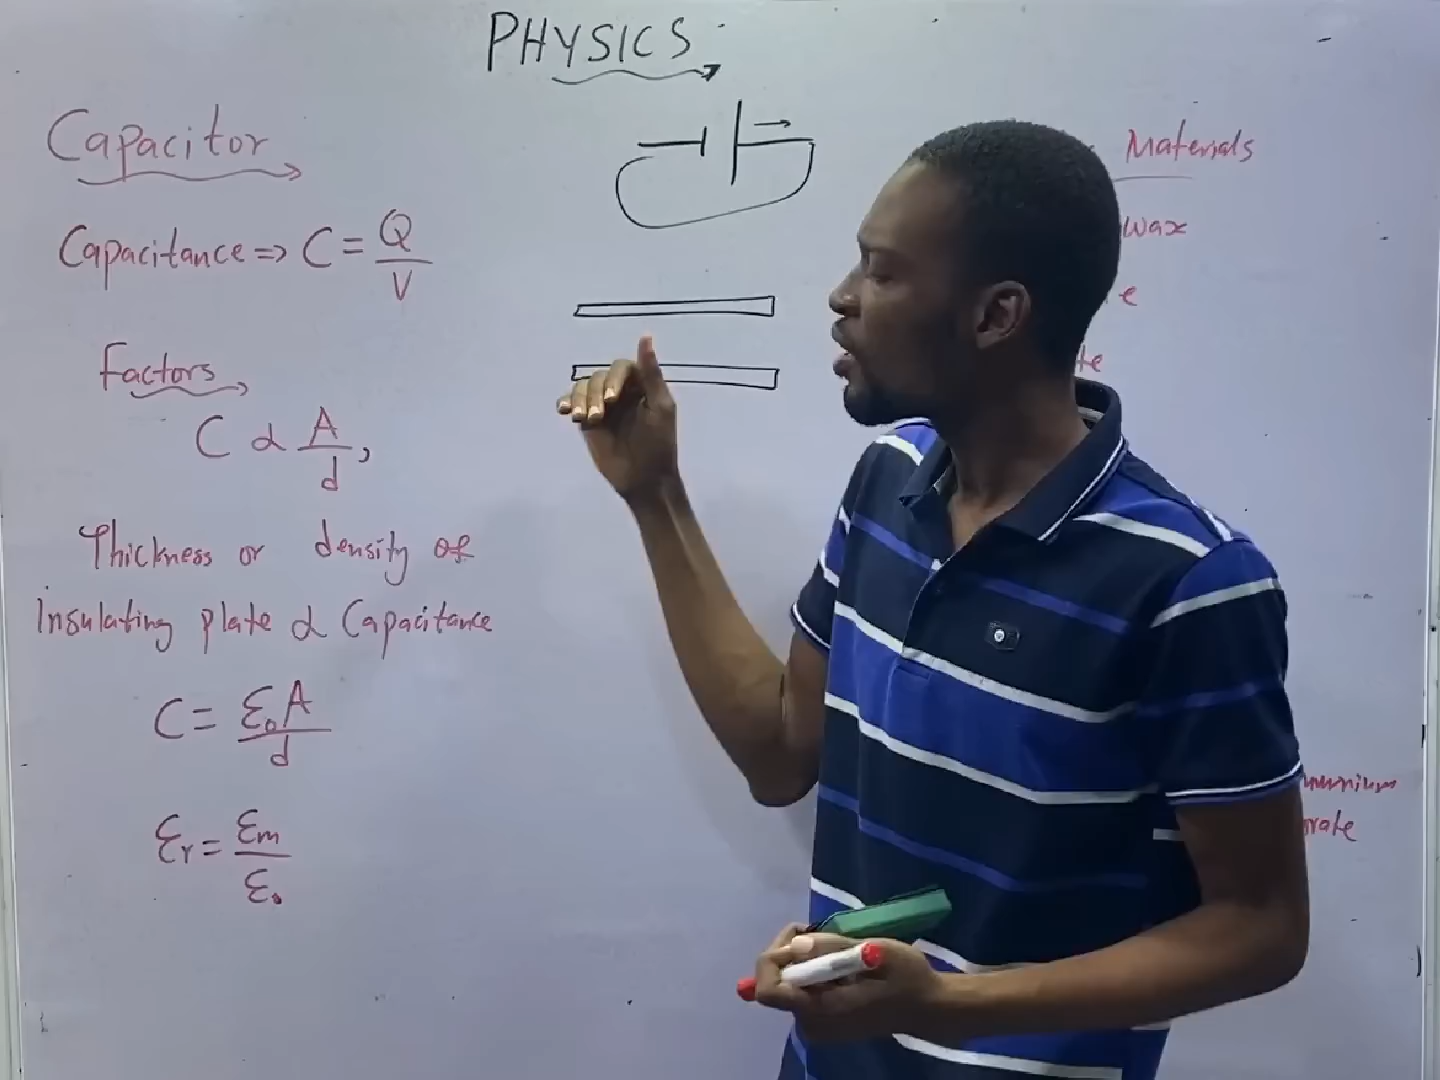 PHYSICS
Capacitor
Capacitance => C = Q/V
Factors
C ∝ A/d,
Thickness or density of
Insulating plate ∝ Capacitance
C = ε₀A/d
εr = εm/ε₀
Materials
wax